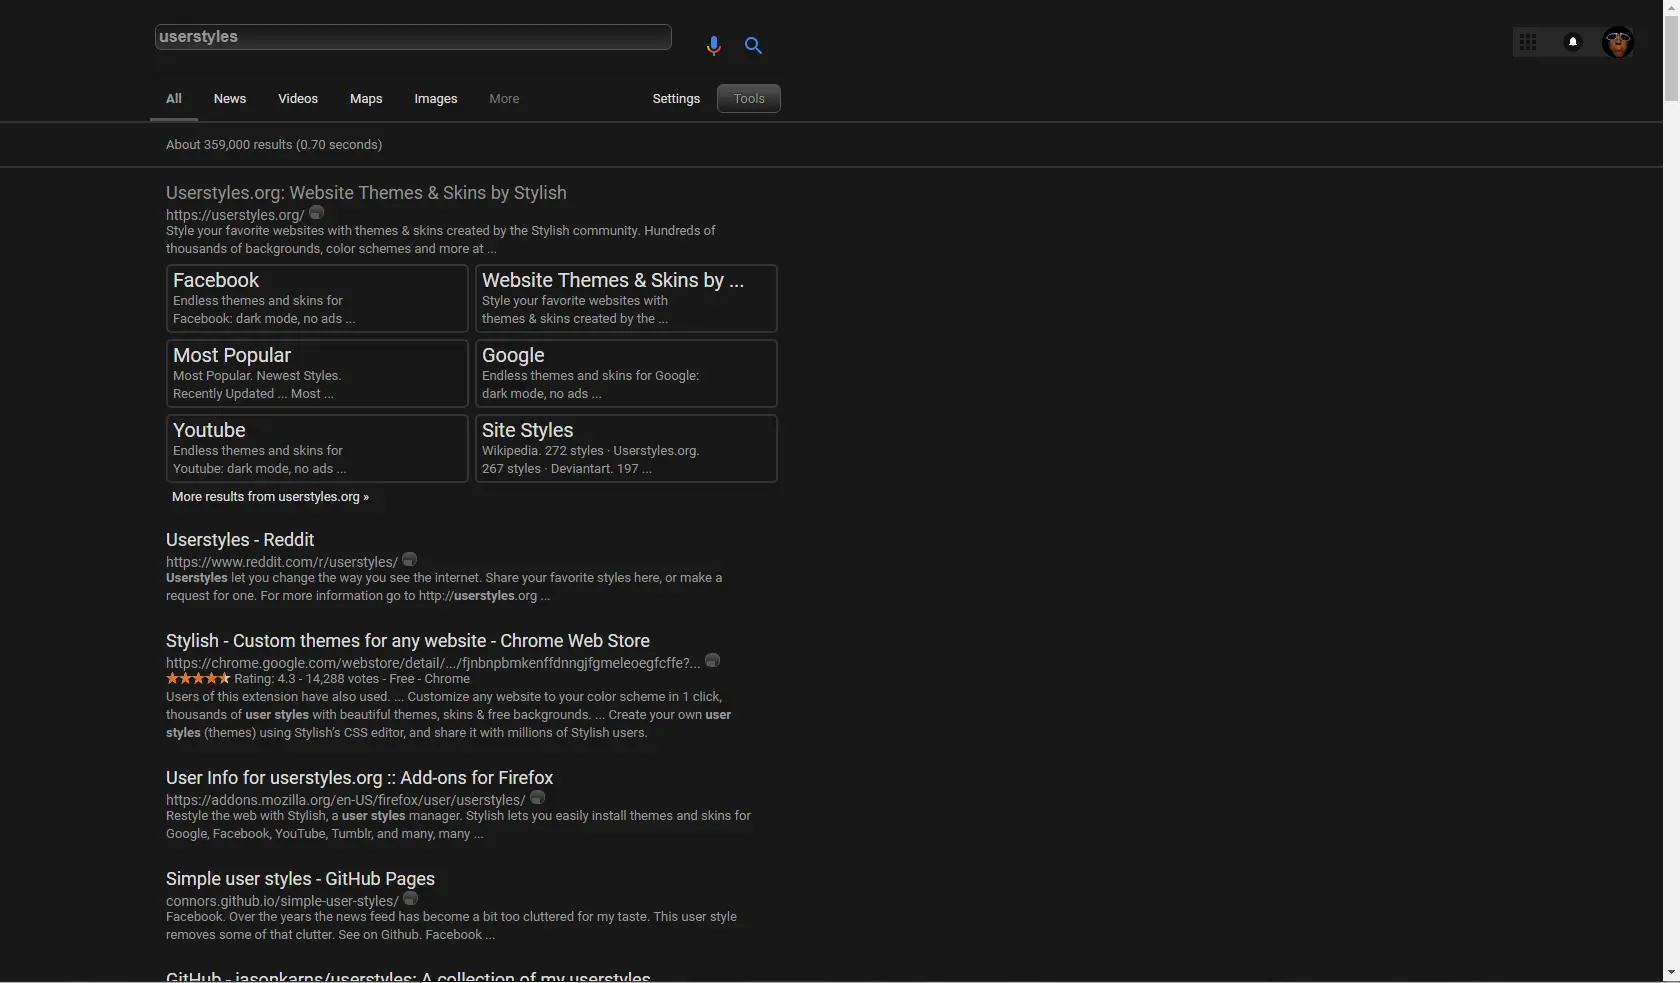 userstyles
All News Videos Maps Images More Settings Tools
About 359,000 results (0.70 seconds)
Userstyles.org: Website Themes & Skins by Stylish
https://userstyles.org/
Style your favorite websites with themes & skins created by the Stylish community. Hundreds of
thousands of backgrounds, color schemes and more at ...
Facebook
Endless themes and skins for
Facebook: dark mode, no ads ...
Website Themes & Skins by ...
Style your favorite websites with
themes & skins created by the ...
Most Popular
Most Popular. Newest Styles.
Recently Updated ... Most ...
Google
Endless themes and skins for Google:
dark mode, no ads ...
Youtube
Endless themes and skins for
Youtube: dark mode, no ads ...
Site Styles
Wikipedia. 272 styles · Userstyles.org.
267 styles · Deviantart. 197 ...
More results from userstyles.org »
Userstyles - Reddit
https://www.reddit.com/r/userstyles/
Userstyles let you change the way you see the internet. Share your favorite styles here, or make a
request for one. For more information go to http://userstyles.org ...
Stylish - Custom themes for any website - Chrome Web Store
https://chrome.google.com/webstore/detail/.../fjnbnpbmkenffdnngjfgmeleoegfcffe?...
Rating: 4.3 - 14,288 votes - Free - Chrome
Users of this extension have also used. ... Customize any website to your color scheme in 1 click,
thousands of user styles with beautiful themes, skins & free backgrounds. ... Create your own user
styles (themes) using Stylish's CSS editor, and share it with millions of Stylish users.
User Info for userstyles.org :: Add-ons for Firefox
https://addons.mozilla.org/en-US/firefox/user/userstyles/
Restyle the web with Stylish, a user styles manager. Stylish lets you easily install themes and skins for
Google, Facebook, YouTube, Tumblr, and many, many ...
Simple user styles - GitHub Pages
connors.github.io/simple-user-styles/
Facebook. Over the years the news feed has become a bit too cluttered for my taste. This user style
removes some of that clutter. See on Github. Facebook ...
GitHub - jasonkarns/userstyles: A collection of my userstyles